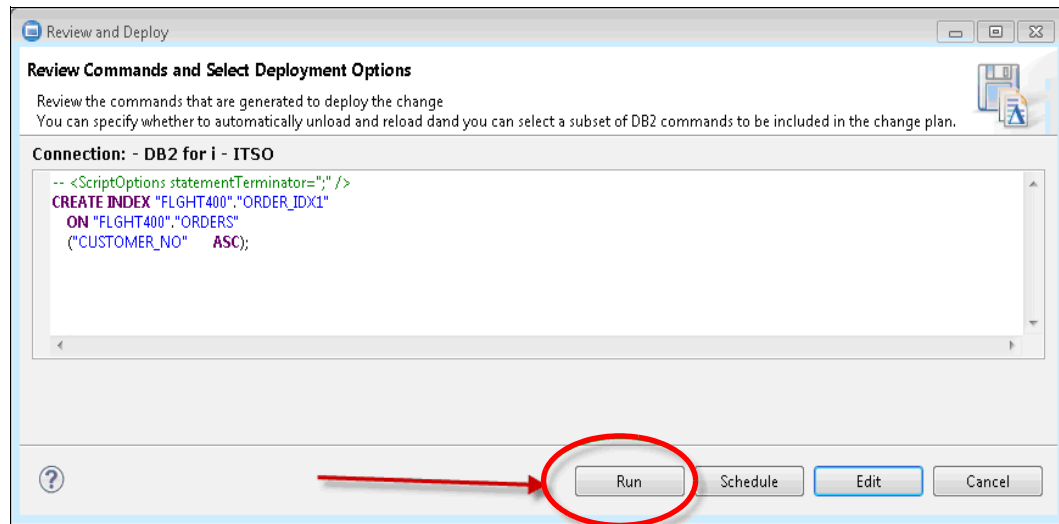 Review and Deploy
Review Commands and Select Deployment Options
Review the commands that are generated to deploy the change
You can specify whether to automatically unload and reload dand you can select a subset of DB2 commands to be included in the change plan.
Connection: - DB2 for i - ITSO
-- <ScriptOptions statementTerminator=";" />
CREATE INDEX "FLGHT400"."ORDER_IDX1"
ON "FLGHT400"."ORDERS"
("CUSTOMER_NO" ASC);
? Run Schedule Edit Cancel